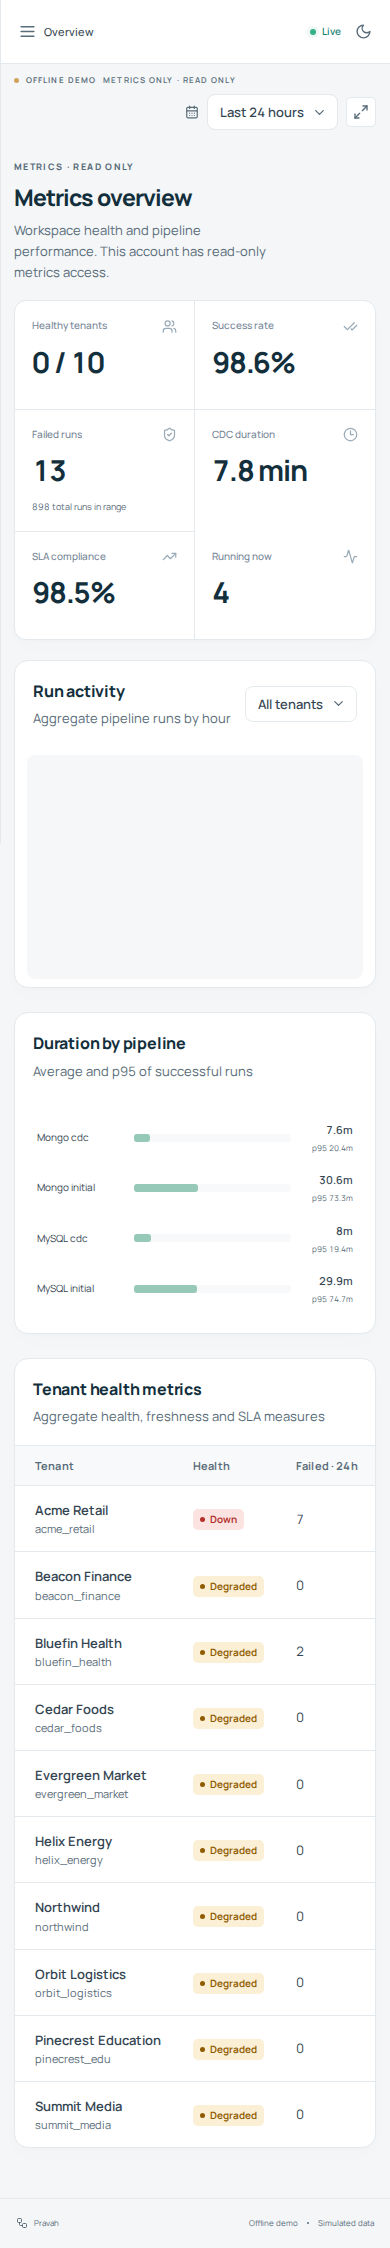 Overview
Live
OFFLINE DEMO METRICS ONLY · READ ONLY
Last 24 hours
METRICS · READ ONLY
Metrics overview
Workspace health and pipeline
performance. This account has read-only
metrics access.
Healthy tenants
0 / 10
Success rate
98.6%
Failed runs
13
898 total runs in range
CDC duration
7.8 min
SLA compliance
98.5%
Running now
4
Run activity
Aggregate pipeline runs by hour
All tenants
Duration by pipeline
Average and p95 of successful runs
Mongo cdc
7.6m
p95 20.4m
Mongo initial
30.6m
p95 73.3m
MySQL cdc
8m
p95 19.4m
MySQL initial
29.9m
p95 74.7m
Tenant health metrics
Aggregate health, freshness and SLA measures
Tenant Health Failed · 24h
Acme Retail
acme_retail
Down
7
Beacon Finance
beacon_finance
Degraded
0
Bluefin Health
bluefin_health
Degraded
2
Cedar Foods
cedar_foods
Degraded
0
Evergreen Market
evergreen_market
Degraded
0
Helix Energy
helix_energy
Degraded
0
Northwind
northwind
Degraded
0
Orbit Logistics
orbit_logistics
Degraded
0
Pinecrest Education
pinecrest_edu
Degraded
0
Summit Media
summit_media
Degraded
0
Pravah
Offline demo • Simulated data